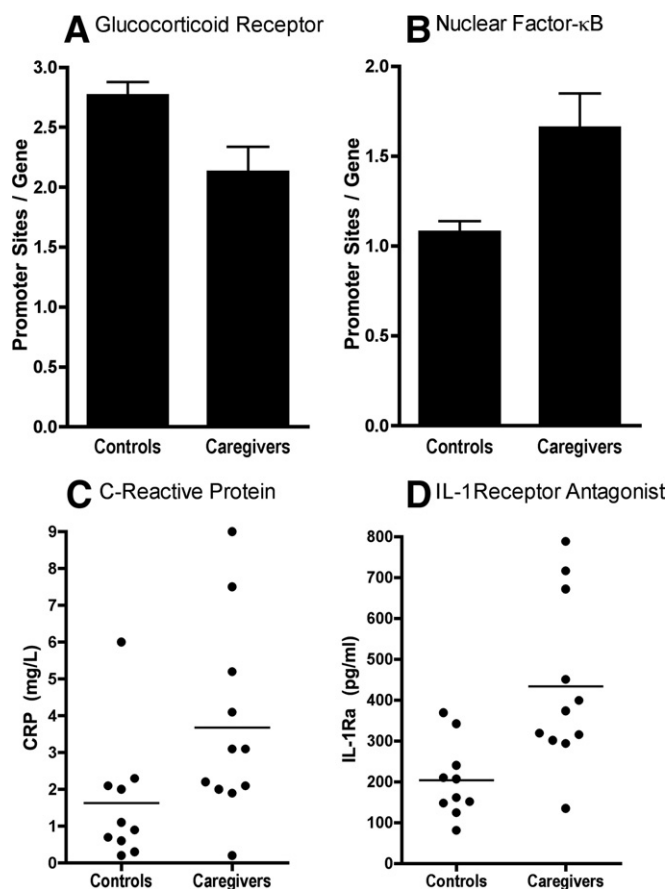 A Glucocorticoid Receptor
Promoter Sites / Gene
3.0
2.5
2.0
1.5
1.0
0.5
0.0
Controls Caregivers
B Nuclear Factor-κB
Promoter Sites / Gene
2.0
1.5
1.0
0.5
0.0
Controls Caregivers
C C-Reactive Protein
CRP (mg/L)
9
8
7
6
5
4
3
2
1
0
Controls Caregivers
D IL-1Receptor Antagonist
IL-1Ra (pg/ml)
800
700
600
500
400
300
200
100
0
Controls Caregivers